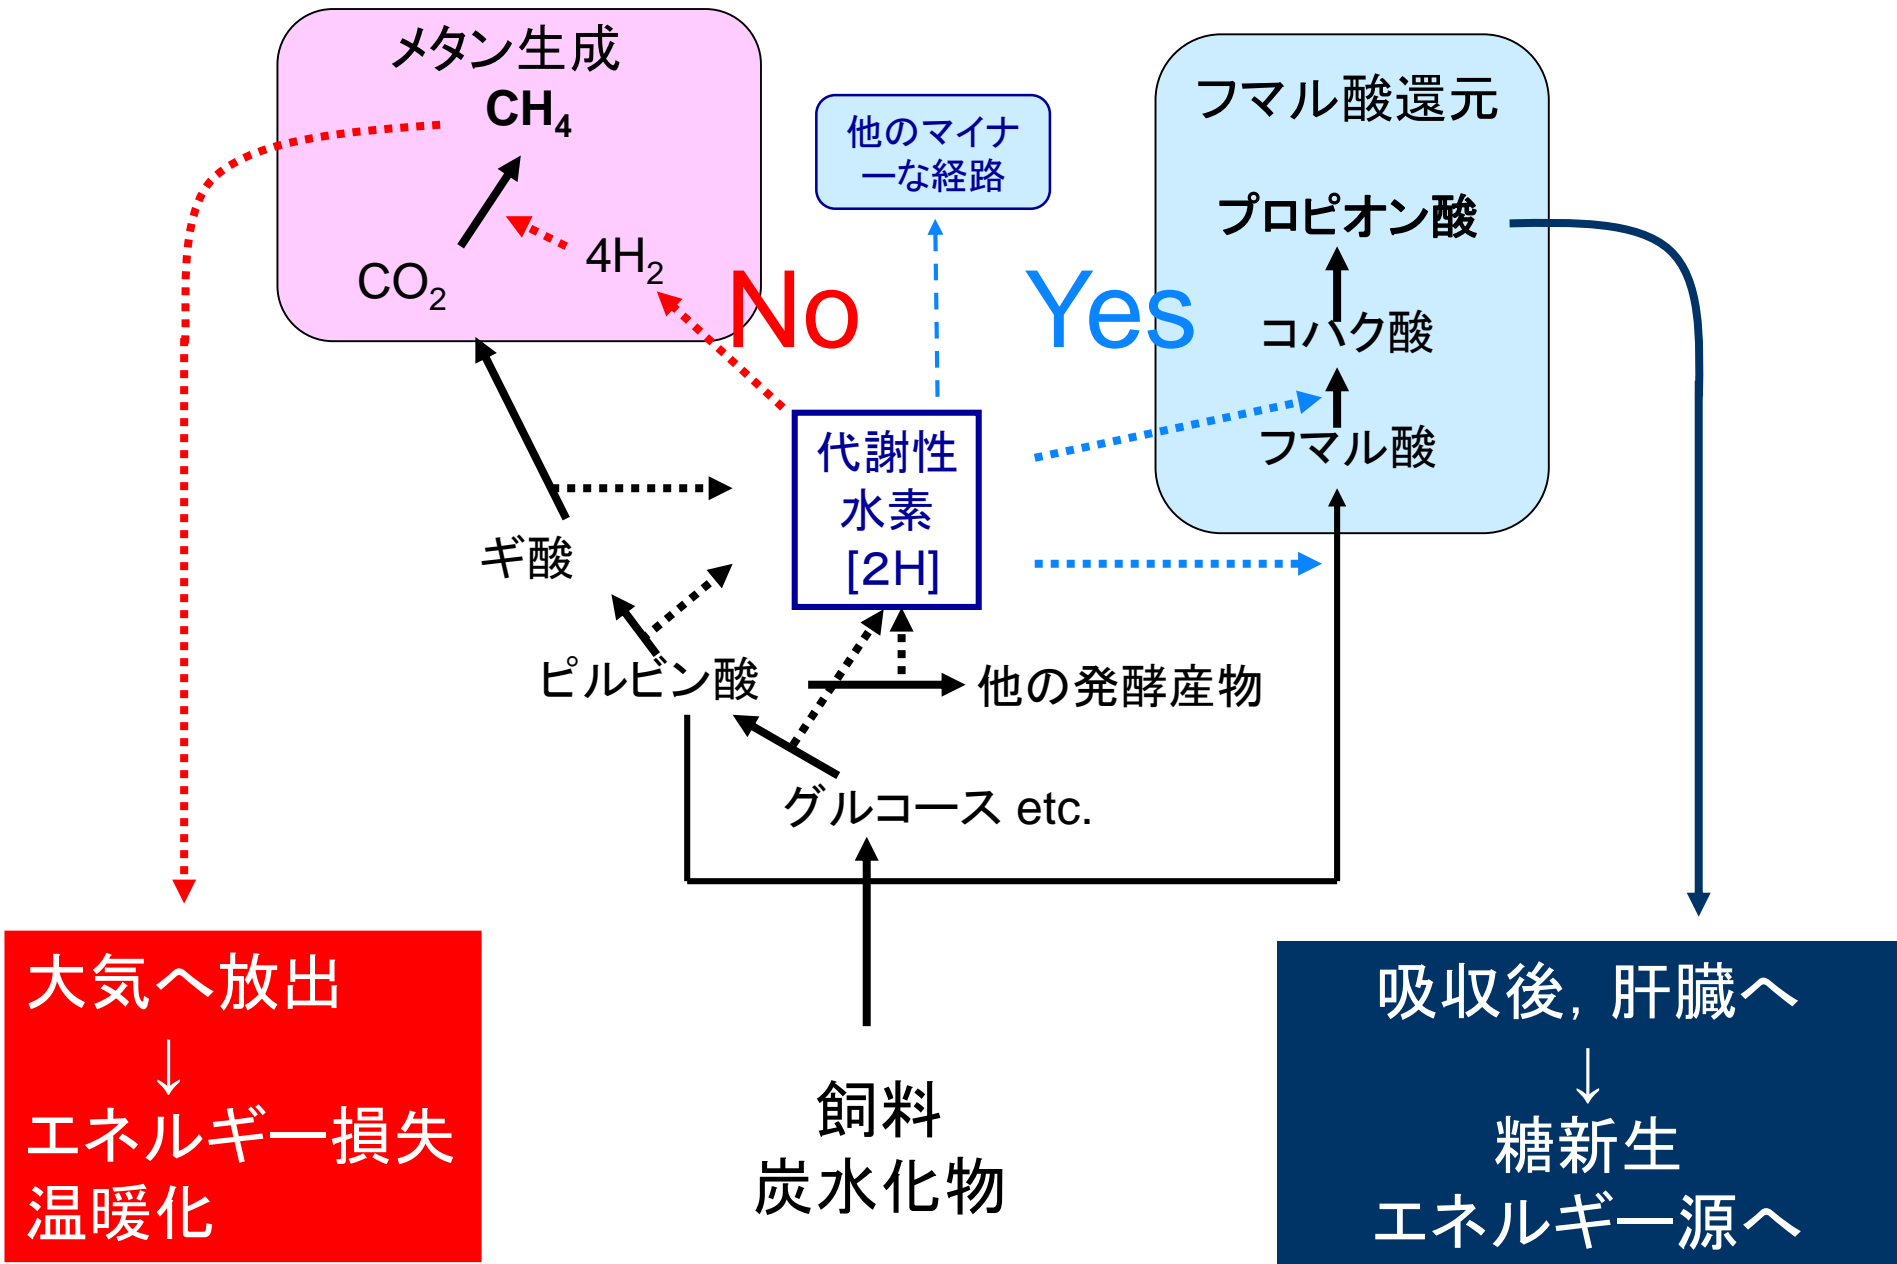 メタン生成
CH4
CO2
4H2
No
他のマイナ
ーな経路
Yes
フマル酸還元
プロピオン酸
コハク酸
フマル酸
代謝性
水素
[2H]
ギ酸
ピルビン酸
他の発酵産物
グルコース etc.
飼料
炭水化物
大気へ放出
↓
エネルギー損失
温暖化
吸収後，肝臓へ
↓
糖新生
エネルギー源へ